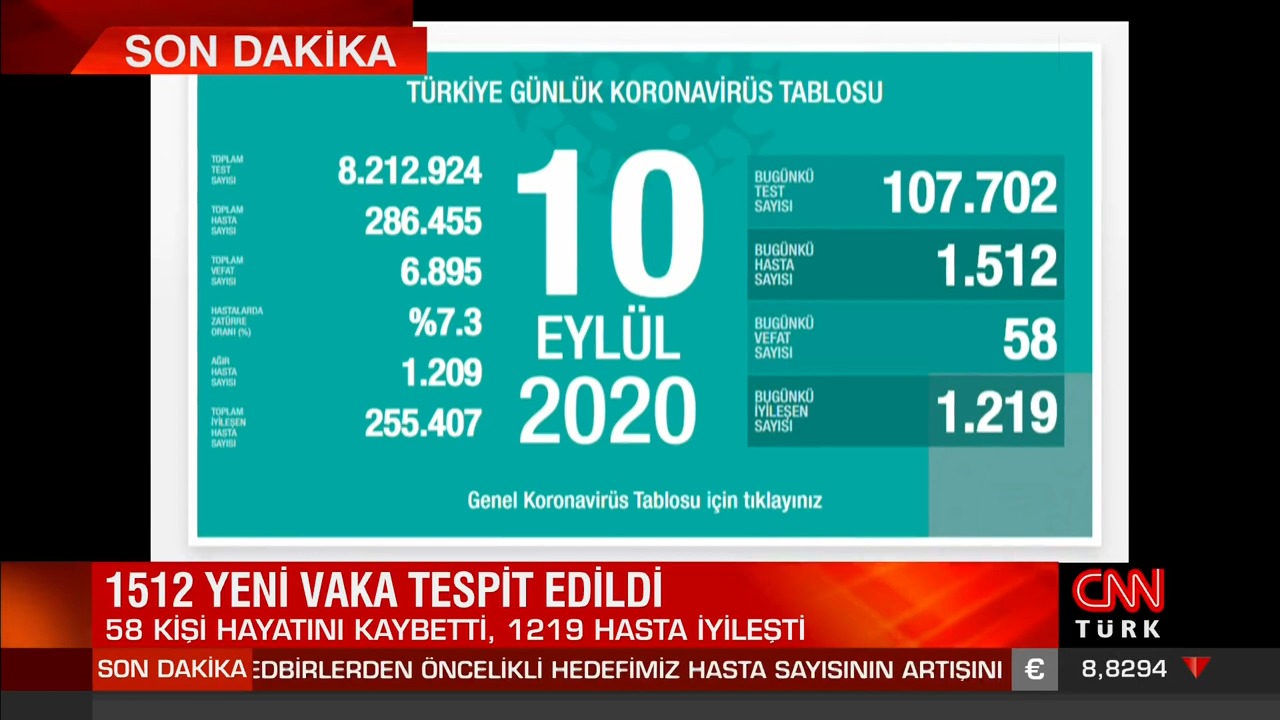 SON DAKİKA
TÜRKİYE GÜNLÜK KORONAVİRÜS TABLOSU
TOPLAM
TEST
SAYISI
8.212.924
TOPLAM
HASTA
SAYISI
286.455
TOPLAM
VEFAT
SAYISI
6.895
HASTALARDA
ZATÜRRE
ORANI (%)
%7.3
AĞIR
HASTA
SAYISI
1.209
TOPLAM
İYİLEŞEN
HASTA
SAYISI
255.407
10
EYLÜL
2020
BUGÜNKÜ
TEST
SAYISI
107.702
BUGÜNKÜ
HASTA
SAYISI
1.512
BUGÜNKÜ
VEFAT
SAYISI
58
BUGÜNKÜ
İYİLEŞEN
SAYISI
1.219
Genel Koronavirüs Tablosu için tıklayınız
1512 YENİ VAKA TESPİT EDİLDİ
58 KİŞİ HAYATINI KAYBETTİ, 1219 HASTA İYİLEŞTİ
CNN
TÜRK
SON DAKİKA EDBİRLERDEN ÖNCELİKLİ HEDEFİMİZ HASTA SAYISININ ARTIŞINI € 8,8294